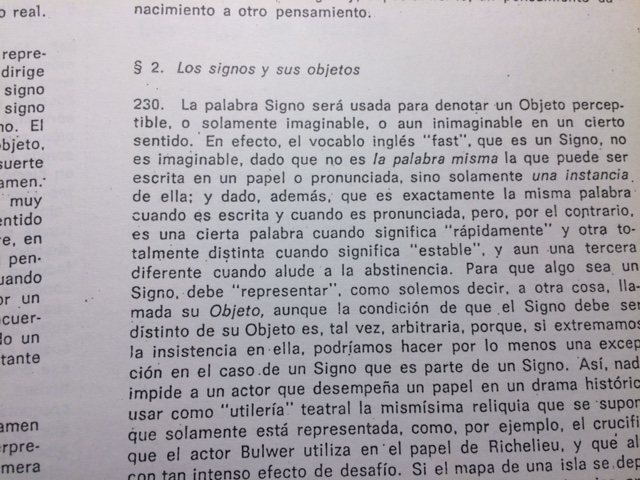 o real.
repre-
dirige
signo
signo
no. El
objeto,
suerte
amen.
muy
entido
re, en
pen-
uando
or un
acuer-
do un
tante
amen
erpre-
mera
nacimiento a otro pensamiento.
§ 2. Los signos y sus objetos
230. La palabra Signo será usada para denotar un Objeto percep-
tible, o solamente imaginable, o aun inimaginable en un cierto
sentido. En efecto, el vocablo inglés "fast", que es un Signo, no
es imaginable, dado que no es la palabra misma la que puede ser
escrita en un papel o pronunciada, sino solamente una instancia
de ella; y dado, además, que es exactamente la misma palabra
cuando es escrita y cuando es pronunciada, pero, por el contrario,
es una cierta palabra cuando significa "rápidamente" y otra to-
talmente distinta cuando significa "estable", y aun una tercera
diferente cuando alude a la abstinencia. Para que algo sea un
Signo, debe "representar", como solemos decir, a otra cosa, lla-
mada su Objeto, aunque la condición de que el Signo debe ser
distinto de su Objeto es, tal vez, arbitraria, porque, si extremamos
la insistencia en ella, podríamos hacer por lo menos una excep
ción en el caso de un Signo que es parte de un Signo. Así, nad
impide a un actor que desempeña un papel en un drama históric
usar como "utilería" teatral la mismísima reliquia que se supon
que solamente está representada, como, por ejemplo, el crucifi
que el actor Bulwer utiliza en el papel de Richelieu, y que al
con tan intenso efecto de desafío. Si el mapa de una isla se dep